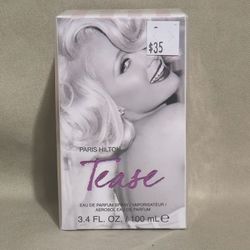 $35
PARIS HILTON
Tease
EAU DE PARFUM SPRAY / VAPORISATEUR /
AEROSOL EAU DE PARFUM
3.4 FL. OZ. / 100 mL ℮